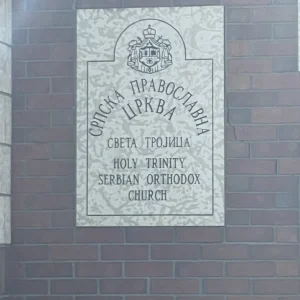 СРПСКА ПРАВОСЛАВНА
ЦРКВА
СВЕТА ТРОЈИЦА
HOLY TRINITY
SERBIAN ORTHODOX
CHURCH